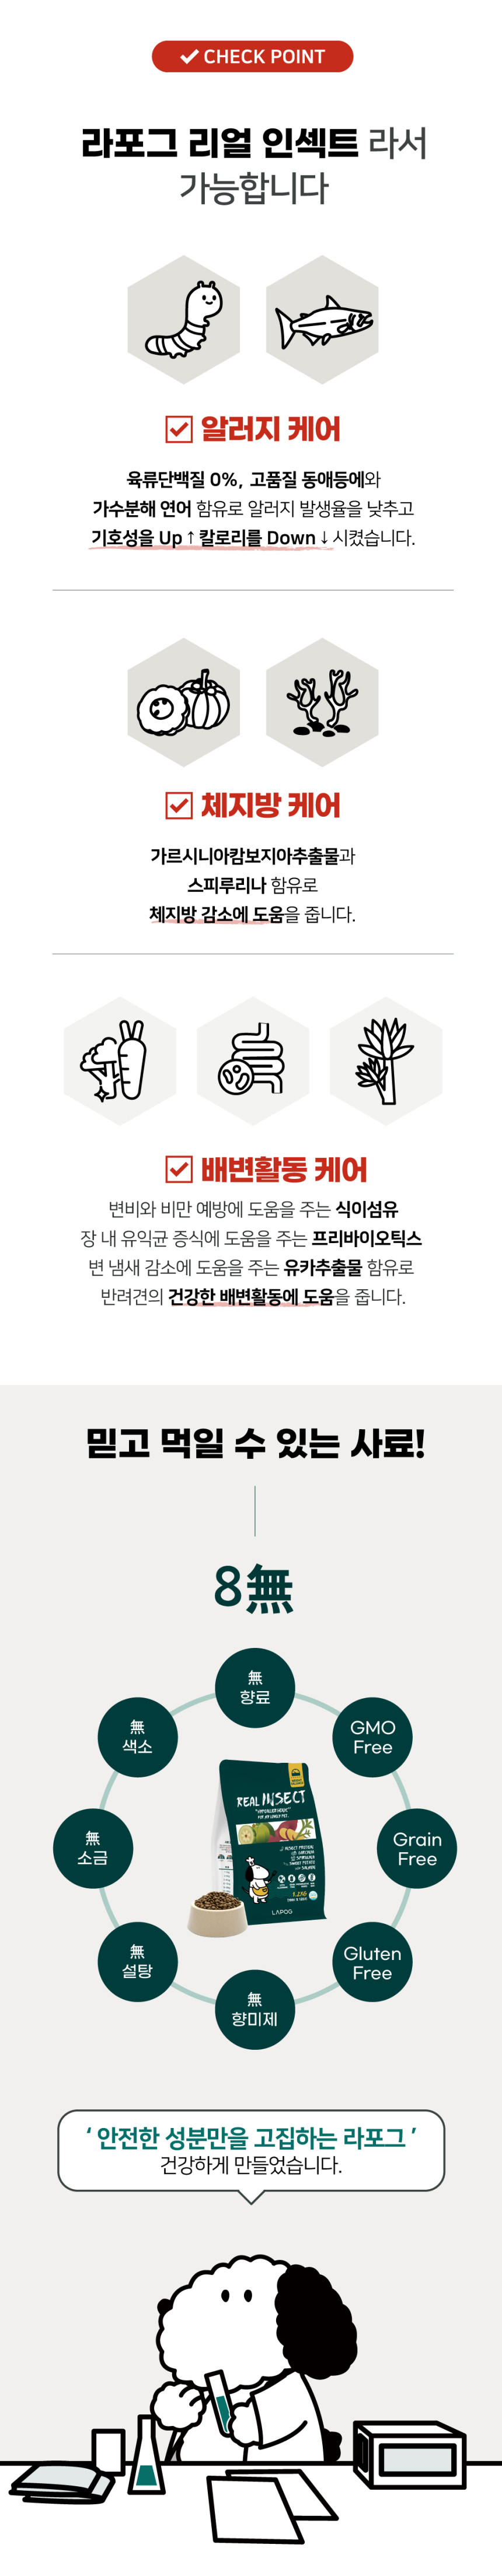 CHECK POINT
라포그 리얼 인섹트 라서
가능합니다
알러지 케어
육류단백질 0%, 고품질 동애등에와
가수분해 연어 함유로 알러지 발생율을 낮추고
기호성을 Up ↑ 칼로리를 Down ↓ 시켰습니다.
체지방 케어
가르시니아캄보지아추출물과
스피루리나 함유로
체지방 감소에 도움을 줍니다.
배변활동 케어
변비와 비만 예방에 도움을 주는 식이섬유
장 내 유익균 증식에 도움을 주는 프리바이오틱스
변 냄새 감소에 도움을 주는 유카추출물 함유로
반려견의 건강한 배변활동에 도움을 줍니다.
믿고 먹일 수 있는 사료!
8無
無
향료
無
색소
GMO
Free
無
소금
Grain
Free
無
설탕
Gluten
Free
無
향미제
REAL INSECT
"HYPOALLERGENIC"
INSECT PROTEIN
SWEET POTATO
SALMON
1.2KG
LAPOG
‘ 안전한 성분만을 고집하는 라포그 ’
건강하게 만들었습니다.